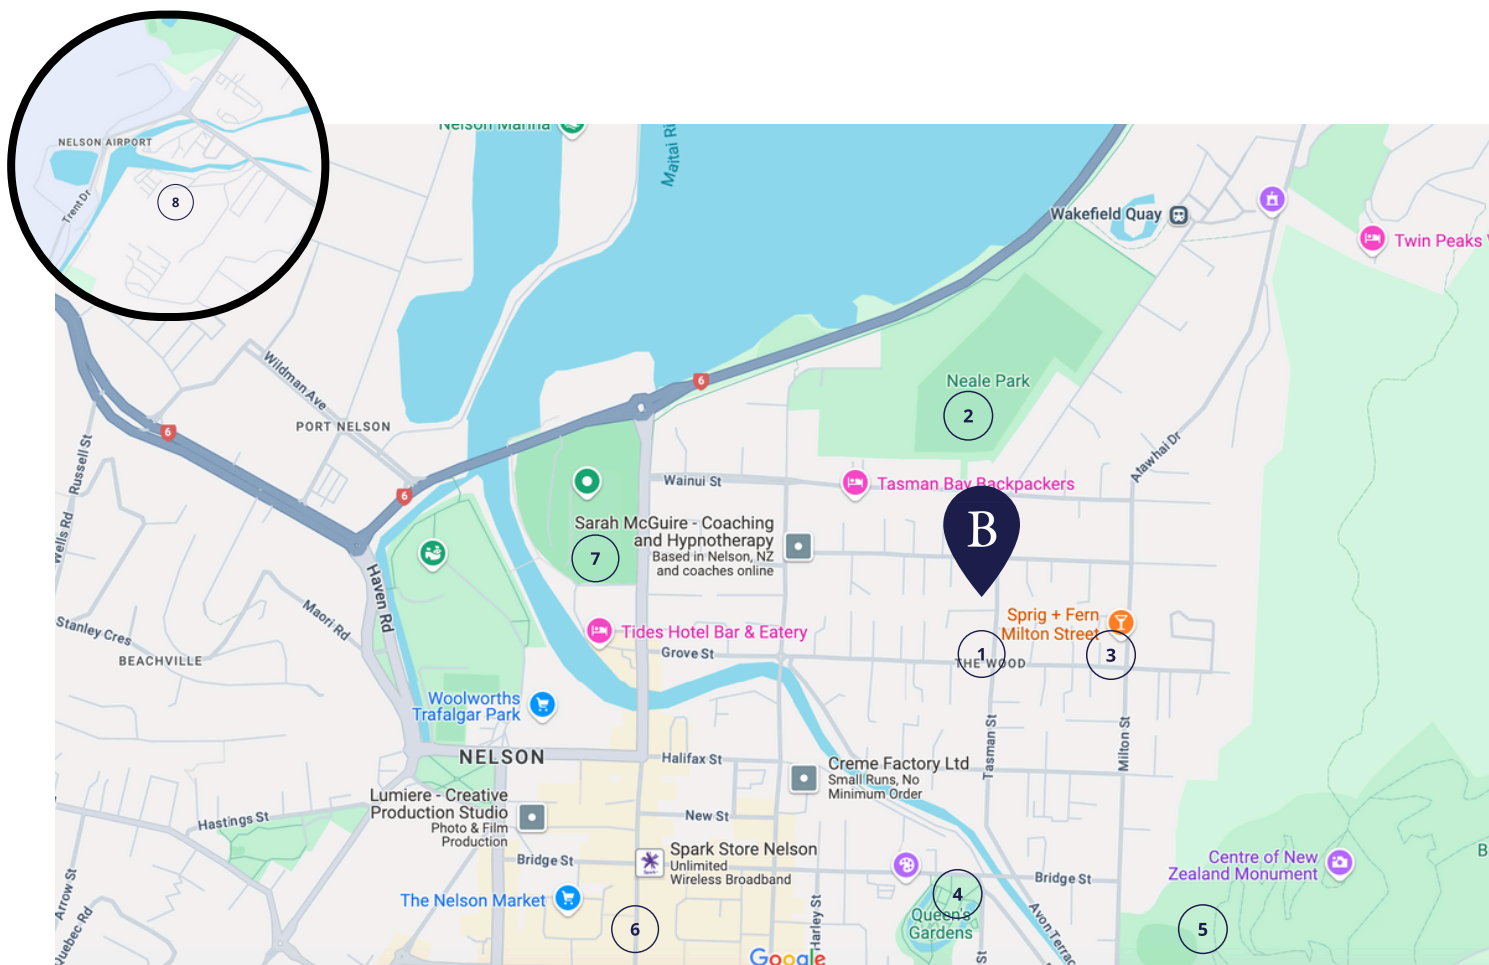 NELSON AIRPORT
Trent Dr
8
Nelson Marina
Maitai Ri
Wakefield Quay
Twin Peaks
Wildman Ave
PORT NELSON
6
6
6
Neale Park
2
Russell St
Wells Rd
Atawhai Dr
Wainui St
Tasman Bay Backpackers
Sarah McGuire - Coaching
and Hypnotherapy
Based in Nelson, NZ
and coaches online
7
B
Haven Rd
Maori Rd
Stanley Cres
BEACHVILLE
Tides Hotel Bar & Eatery
Grove St
Sprig + Fern
Milton Street
1
THE WOOD
3
Woolworths
Trafalgar Park
NELSON
Halifax St
Tasman St
Milton St
Creme Factory Ltd
Small Runs, No
Minimum Order
Lumiere - Creative
Production Studio
Photo & Film
Production
Hastings St
New St
Bridge St
Spark Store Nelson
Unlimited
Wireless Broadband
Spark
Centre of New
Zealand Monument
B
Bridge St
The Nelson Market
Arrow St
Quebec Rd
6
Harley St
4
Queen's
Gardens
St
Avon Terrac
5
Google